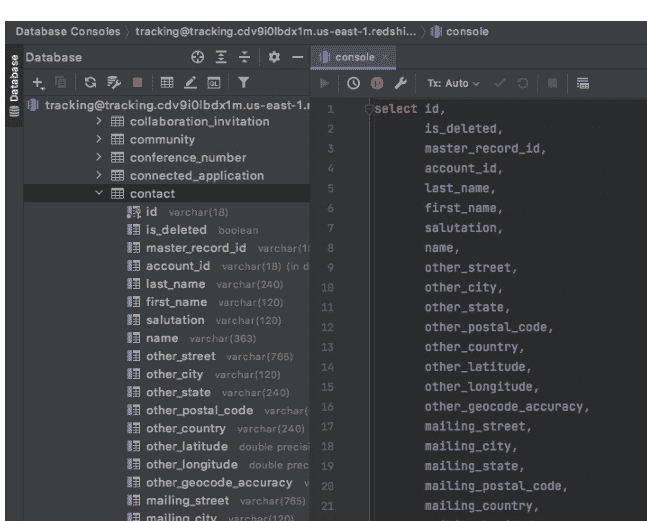 Database Consoles tracking@tracking.cdv9i0lbdx1m.us-east-1.redshi... console
Database
Database
console
Tx: Auto
tracking@tracking.cdv9i0lbdx1m.us-east-1.r
collaboration_invitation
community
conference_number
connected_application
contact
id varchar(18)
is_deleted boolean
master_record_id varchar(18
account_id varchar(18) (in d
last_name varchar(240)
first_name varchar(120)
salutation varchar(120)
name varchar(363)
other_street varchar(765)
other_city varchar(120)
other_state varchar(240)
other_postal_code varchar(
other_country varchar(240)
other_latitude double precisi
other_longitude double prec
other_geocode_accuracy v
mailing_street varchar(765)
mailing_city varchar(120)
1 select id,
2 is_deleted,
3 master_record_id,
4 account_id,
5 last_name,
6 first_name,
7 salutation,
8 name,
9 other_street,
10 other_city,
11 other_state,
12 other_postal_code,
13 other_country,
14 other_latitude,
15 other_longitude,
16 other_geocode_accuracy,
17 mailing_street,
18 mailing_city,
19 mailing_state,
20 mailing_postal_code,
21 mailing_country,